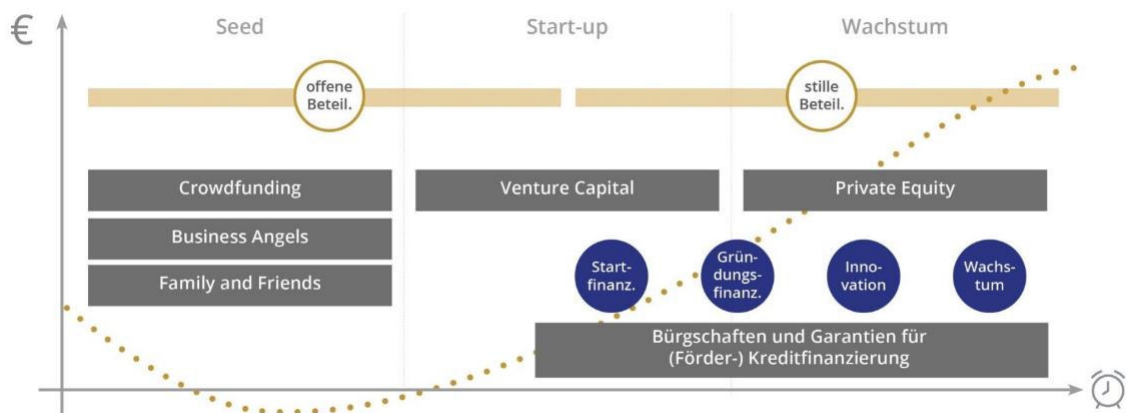 €
Seed
Start-up
Wachstum
offene
Beteil.
stille
Beteil.
Crowdfunding
Venture Capital
Private Equity
Business Angels
Family and Friends
Start-
finanz.
Grün-
dungs-
finanz.
Inno-
vation
Wachs-
tum
Bürgschaften und Garantien für
(Förder-) Kreditfinanzierung